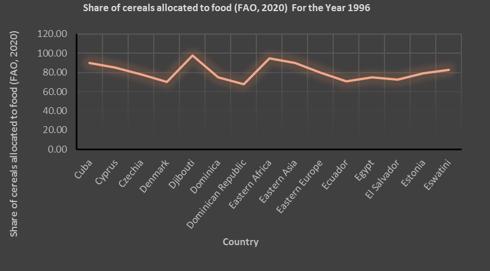 Share of cereals allocated to food (FAO, 2020)  For the Year 1996
Share of cereals allocated to food (FAO, 2020)
120.00
100.00
80.00
60.00
40.00
20.00
0.00
Cuba
Cyprus
Czechia
Denmark
Djibouti
Dominica
Dominican Republic
Eastern Africa
Eastern Asia
Eastern Europe
Ecuador
Egypt
El Salvador
Estonia
Eswatini
Country